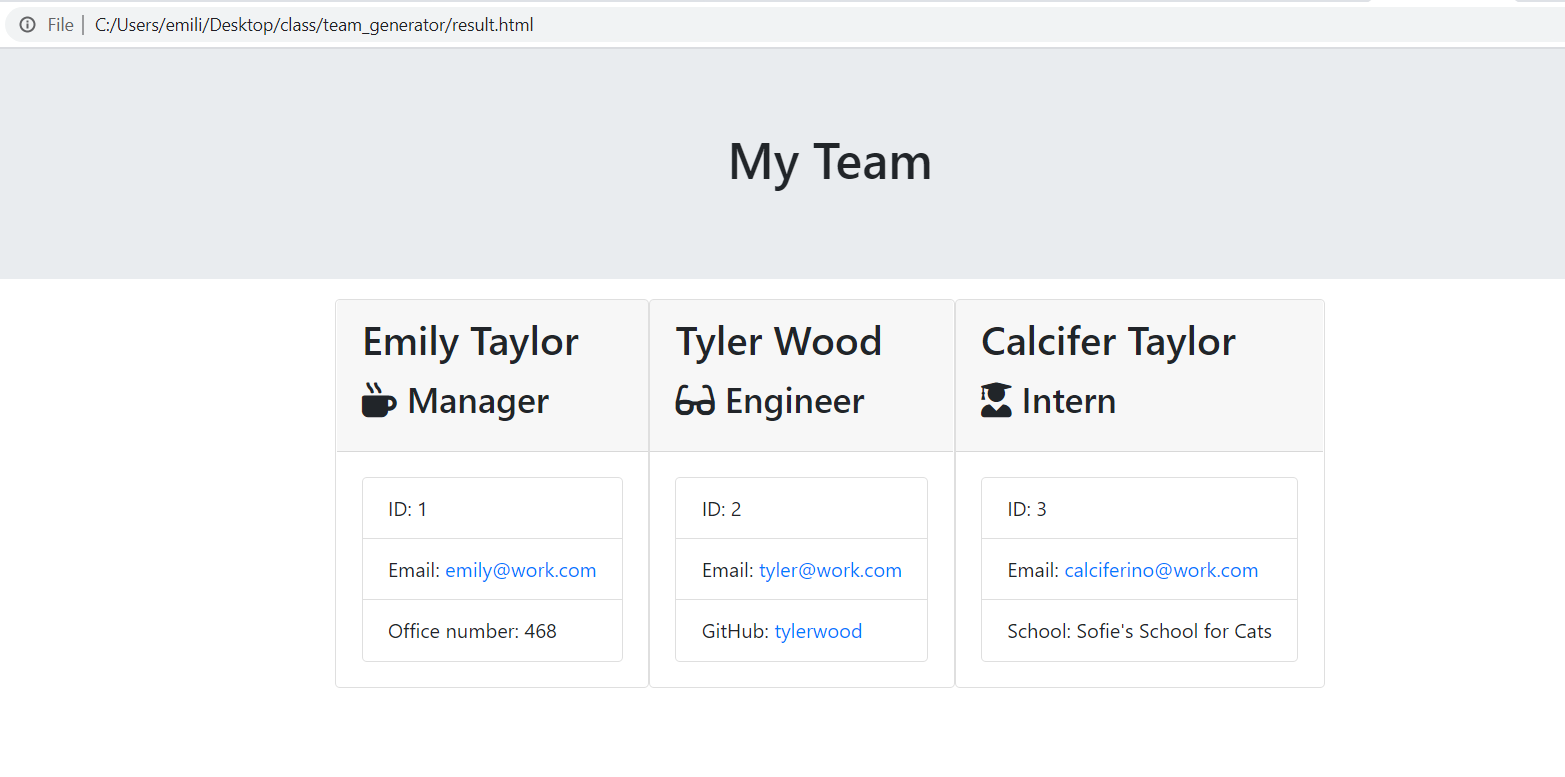 File | C:/Users/emili/Desktop/class/team_generator/result.html
My Team
Emily Taylor
Manager
ID: 1
Email: emily@work.com
Office number: 468
Tyler Wood
Engineer
ID: 2
Email: tyler@work.com
GitHub: tylerwood
Calcifer Taylor
Intern
ID: 3
Email: calciferino@work.com
School: Sofie's School for Cats